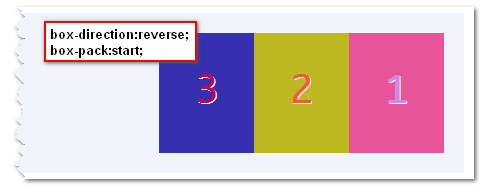 box-direction:reverse;
box-pack:start;
3 2 1